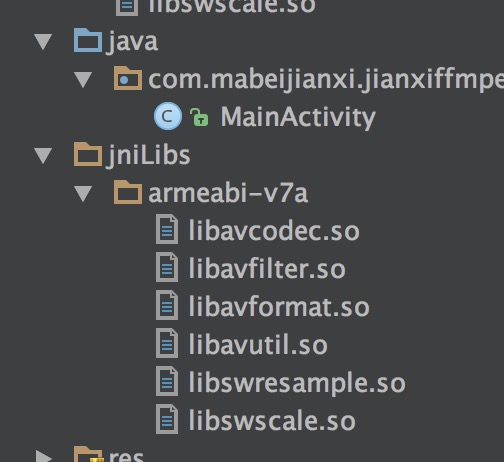 libswscale.so
java
com.mabeijianxi.jianxiffmpe
MainActivity
jniLibs
armeabi-v7a
libavcodec.so
libavfilter.so
libavformat.so
libavutil.so
libswresample.so
libswscale.so
res